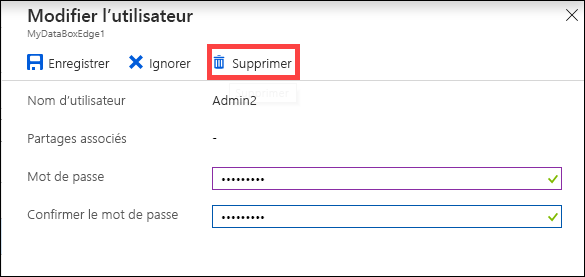 Modifier l'utilisateur
MyDataBoxEdge1
Enregistrer Ignorer Supprimer
Supprimer
Nom d'utilisateur Admin2
Partages associés -
Mot de passe •••••••••
Confirmer le mot de passe •••••••••